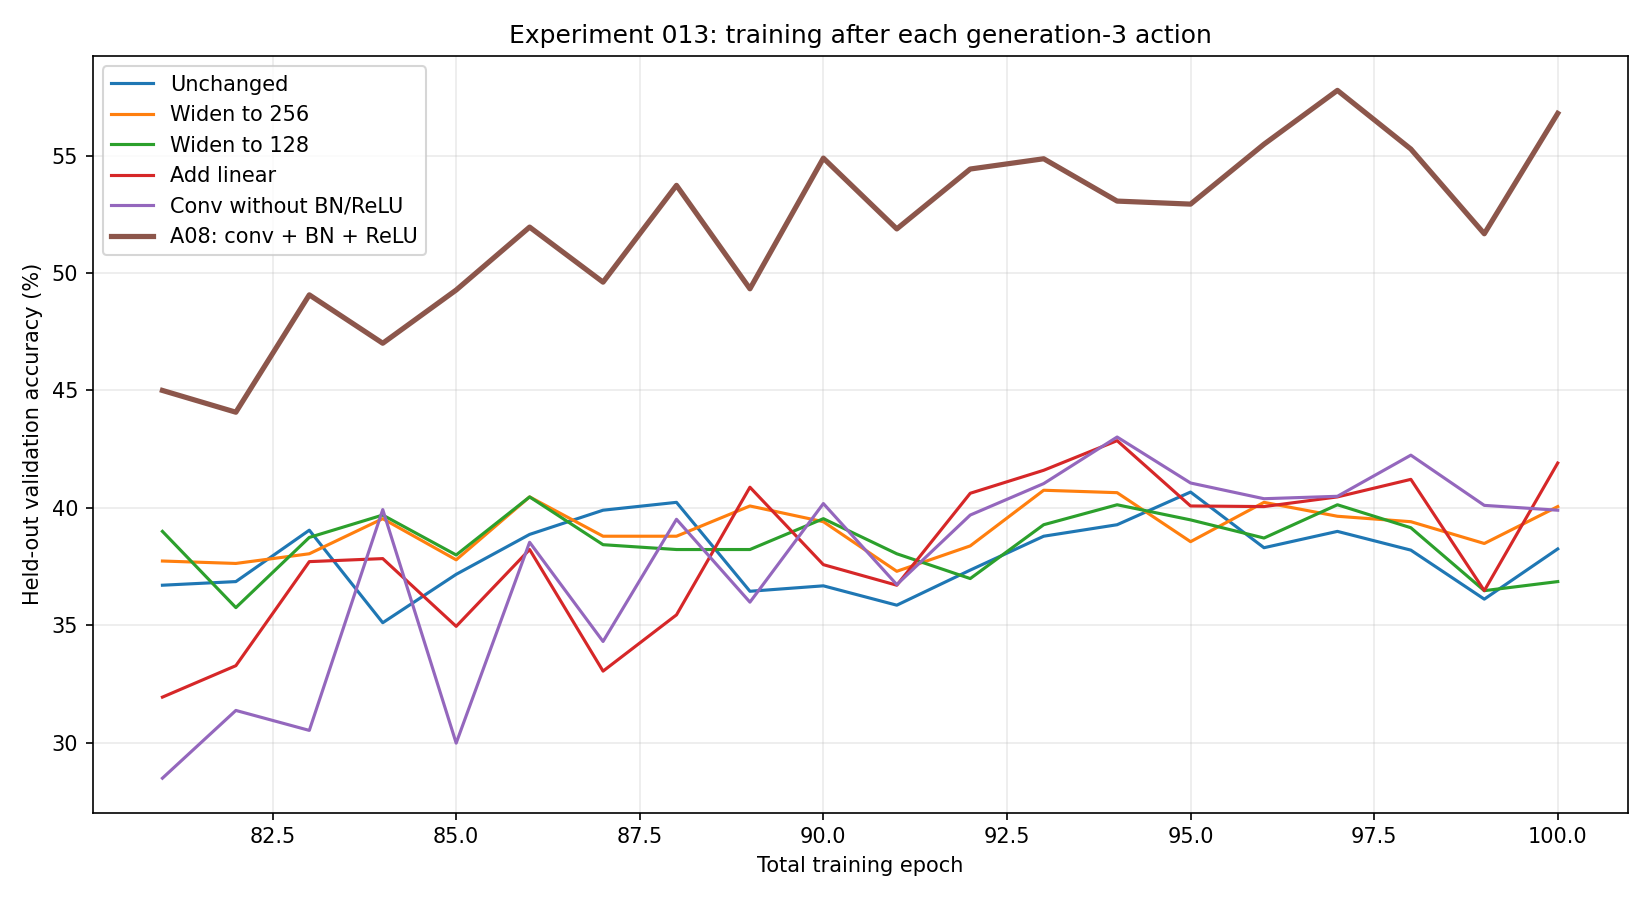 Experiment 013: training after each generation-3 action
Unchanged
Widen to 256
Widen to 128
Add linear
Conv without BN/ReLU
A08: conv + BN + ReLU
Held-out validation accuracy (%)
55
50
45
40
35
30
82.5 85.0 87.5 90.0 92.5 95.0 97.5 100.0
Total training epoch